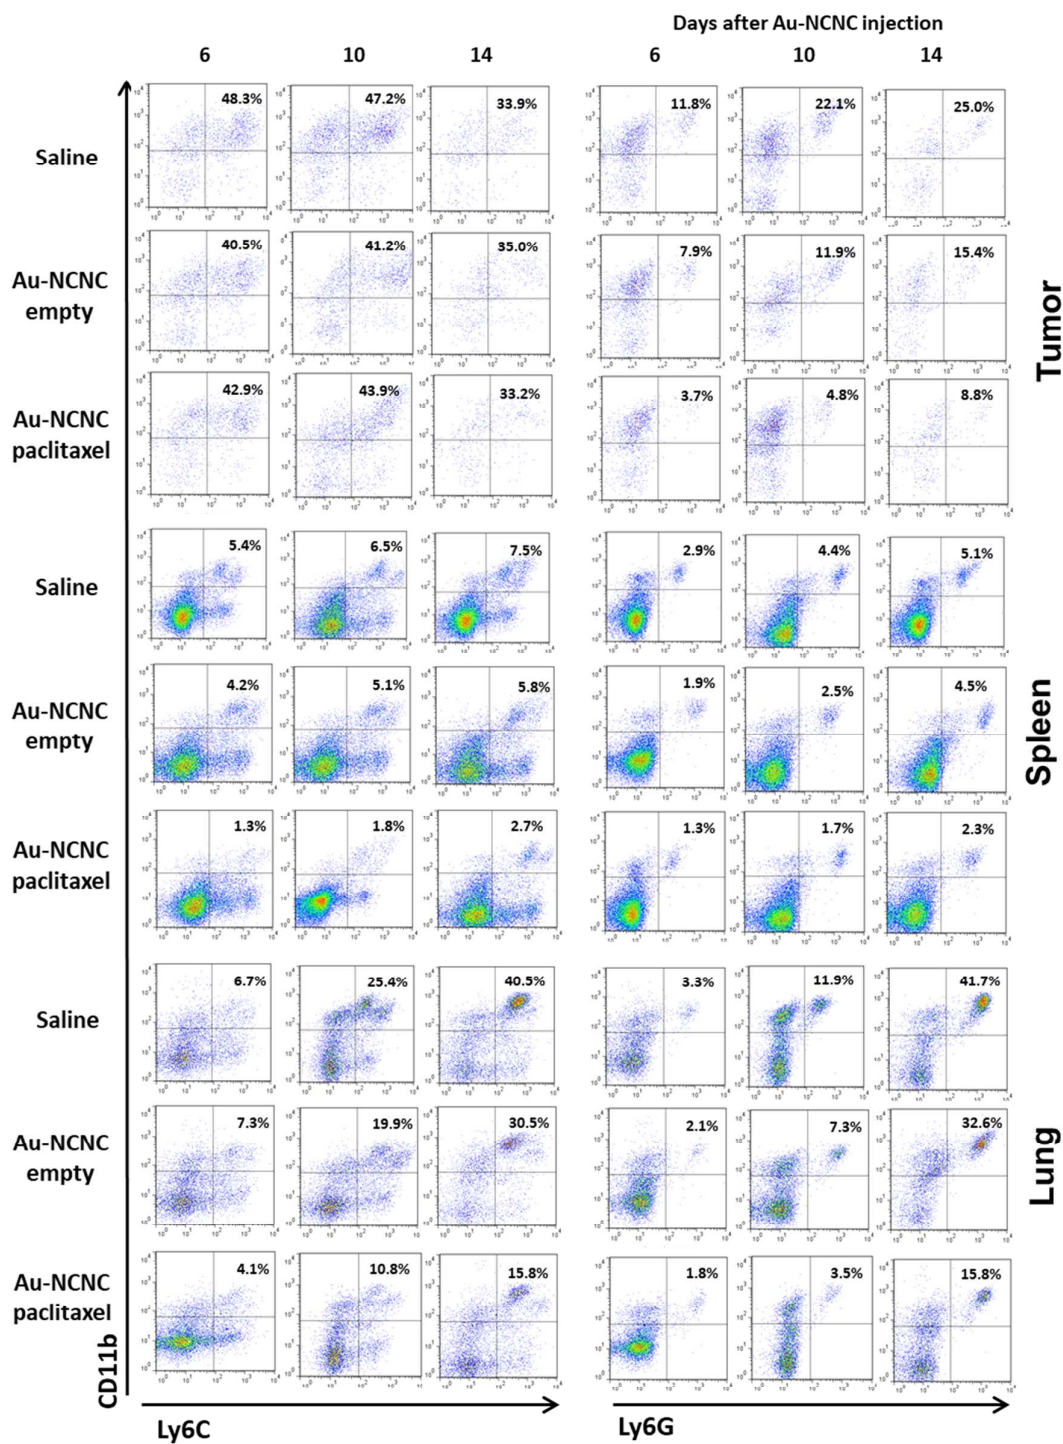 Days after Au-NCNC injection
6 10 14 6 10 14
Saline
48.3% 47.2% 33.9% 11.8% 22.1% 25.0%
Au-NCNC
empty
40.5% 41.2% 35.0% 7.9% 11.9% 15.4%
Tumor
Au-NCNC
paclitaxel
42.9% 43.9% 33.2% 3.7% 4.8% 8.8%
Saline
5.4% 6.5% 7.5% 2.9% 4.4% 5.1%
Au-NCNC
empty
4.2% 5.1% 5.8% 1.9% 2.5% 4.5%
Spleen
Au-NCNC
paclitaxel
1.3% 1.8% 2.7% 1.3% 1.7% 2.3%
Saline
6.7% 25.4% 40.5% 3.3% 11.9% 41.7%
Au-NCNC
empty
7.3% 19.9% 30.5% 2.1% 7.3% 32.6%
Lung
Au-NCNC
paclitaxel
4.1% 10.8% 15.8% 1.8% 3.5% 15.8%
CD11b
Ly6C Ly6G